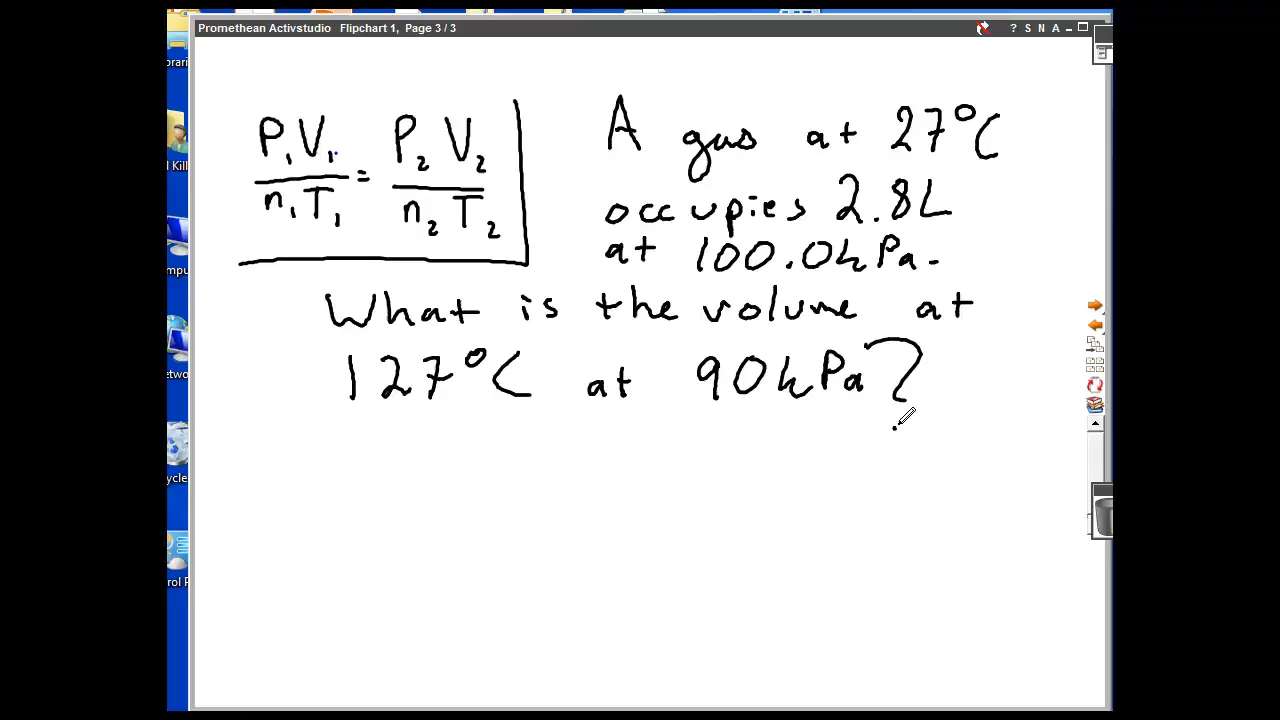 Promethean Activstudio Flipchart 1, Page 3 / 3
? S N A
P₁V₁ / n₁T₁ = P₂V₂ / n₂T₂
A gas at 27°C
occupies 2.8L
at 100.0kPa.
What is the volume at
127°C at 90kPa?